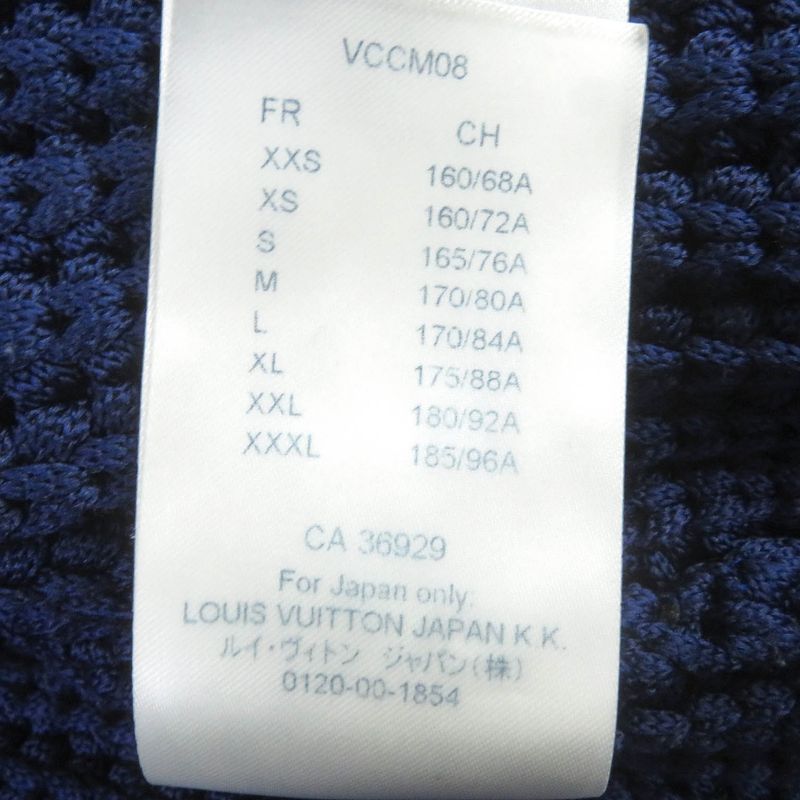 VCCM08
FR CH
XXS 160/68A
XS 160/72A
S 165/76A
M 170/80A
L 170/84A
XL 175/88A
XXL 180/92A
XXXL 185/96A
CA 36929
For Japan only:
LOUIS VUITTON JAPAN K.K.
ルイ・ヴィトン ジャパン(株)
0120-00-1854